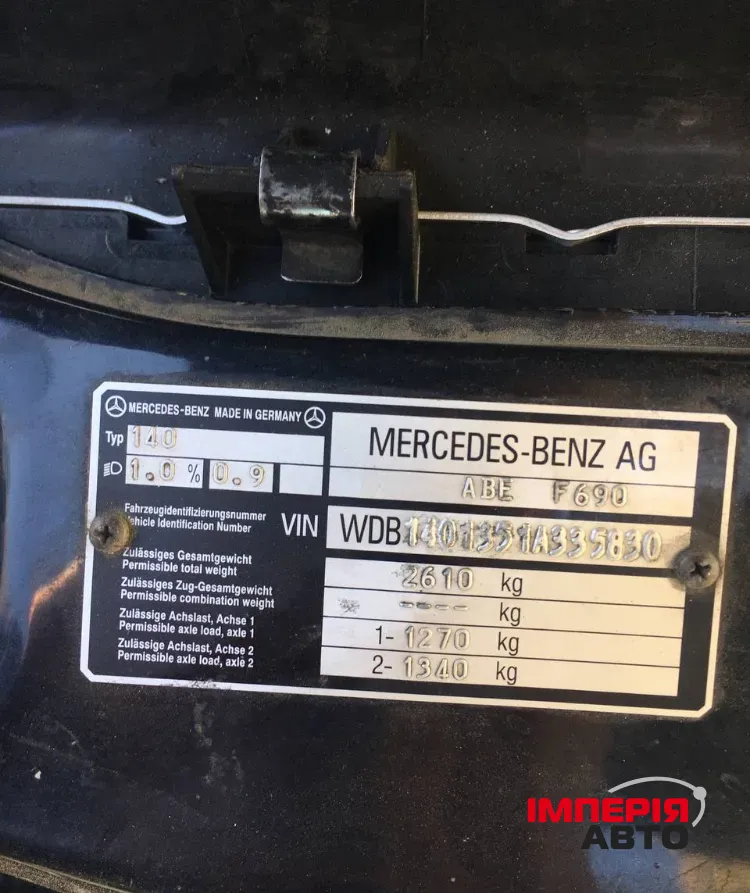 MERCEDES-BENZ MADE IN GERMANY
Typ 140
1.0 % 0.9
MERCEDES-BENZ AG
ABE F690
Fahrzeugidentifizierungsnummer
Vehicle Identification Number
VIN
WDB1401351A335830
Zulässiges Gesamtgewicht
Permissible total weight
2610 kg
Zulässiges Zug-Gesamtgewicht
Permissible combination weight
---- kg
Zulässige Achslast, Achse 1
Permissible axle load, axle 1
1- 1270 kg
Zulässige Achslast, Achse 2
Permissible axle load, axle 2
2- 1340 kg
ІМПЕРІЯ
АВТО